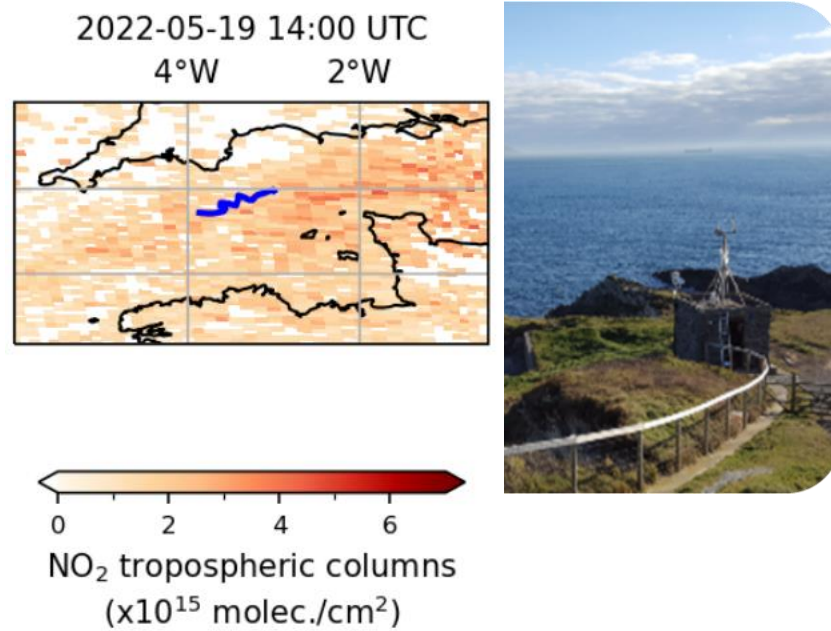 2022-05-19 14:00 UTC
4°W 2°W
0 2 4 6
NO₂ tropospheric columns
(x10¹⁵ molec./cm²)